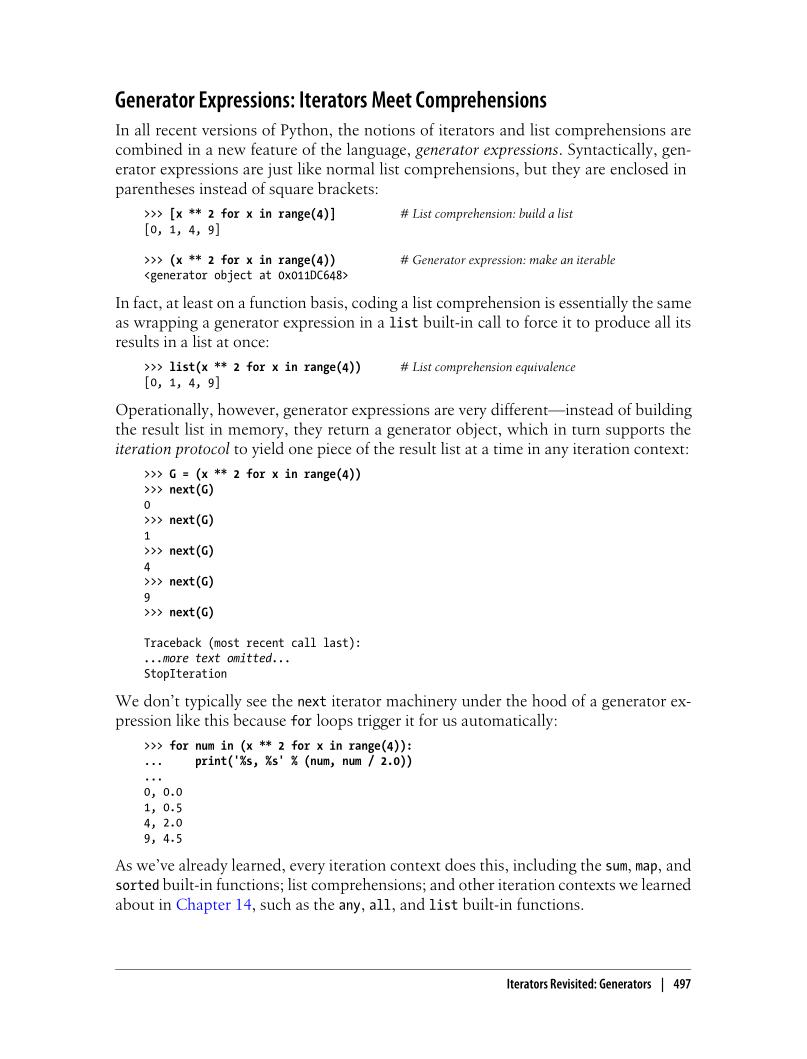 Generator Expressions: Iterators Meet Comprehensions
In all recent versions of Python, the notions of iterators and list comprehensions are
combined in a new feature of the language, generator expressions. Syntactically, gen-
erator expressions are just like normal list comprehensions, but they are enclosed in
parentheses instead of square brackets:
>>> [x ** 2 for x in range(4)] # List comprehension: build a list
[0, 1, 4, 9]
>>> (x ** 2 for x in range(4)) # Generator expression: make an iterable
<generator object at 0x011DC648>
In fact, at least on a function basis, coding a list comprehension is essentially the same
as wrapping a generator expression in a list built-in call to force it to produce all its
results in a list at once:
>>> list(x ** 2 for x in range(4)) # List comprehension equivalence
[0, 1, 4, 9]
Operationally, however, generator expressions are very different—instead of building
the result list in memory, they return a generator object, which in turn supports the
iteration protocol to yield one piece of the result list at a time in any iteration context:
>>> G = (x ** 2 for x in range(4))
>>> next(G)
0
>>> next(G)
1
>>> next(G)
4
>>> next(G)
9
>>> next(G)
Traceback (most recent call last):
...more text omitted...
StopIteration
We don't typically see the next iterator machinery under the hood of a generator ex-
pression like this because for loops trigger it for us automatically:
>>> for num in (x ** 2 for x in range(4)):
... print('%s, %s' % (num, num / 2.0))
...
0, 0.0
1, 0.5
4, 2.0
9, 4.5
As we've already learned, every iteration context does this, including the sum, map, and
sorted built-in functions; list comprehensions; and other iteration contexts we learned
about in Chapter 14, such as the any, all, and list built-in functions.
Iterators Revisited: Generators | 497